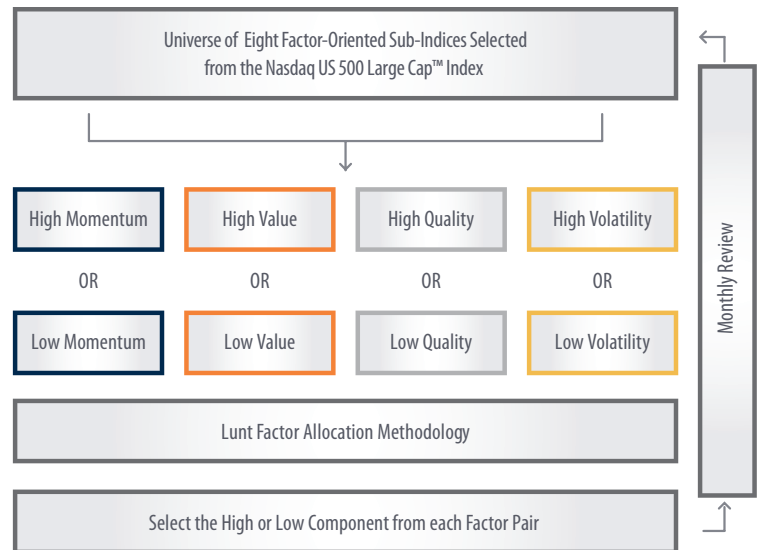 Universe of Eight Factor-Oriented Sub-Indices Selected
from the Nasdaq US 500 Large Cap™ Index
High Momentum
High Value
High Quality
High Volatility
OR
OR
OR
OR
Low Momentum
Low Value
Low Quality
Low Volatility
Lunt Factor Allocation Methodology
Select the High or Low Component from each Factor Pair
Monthly Review